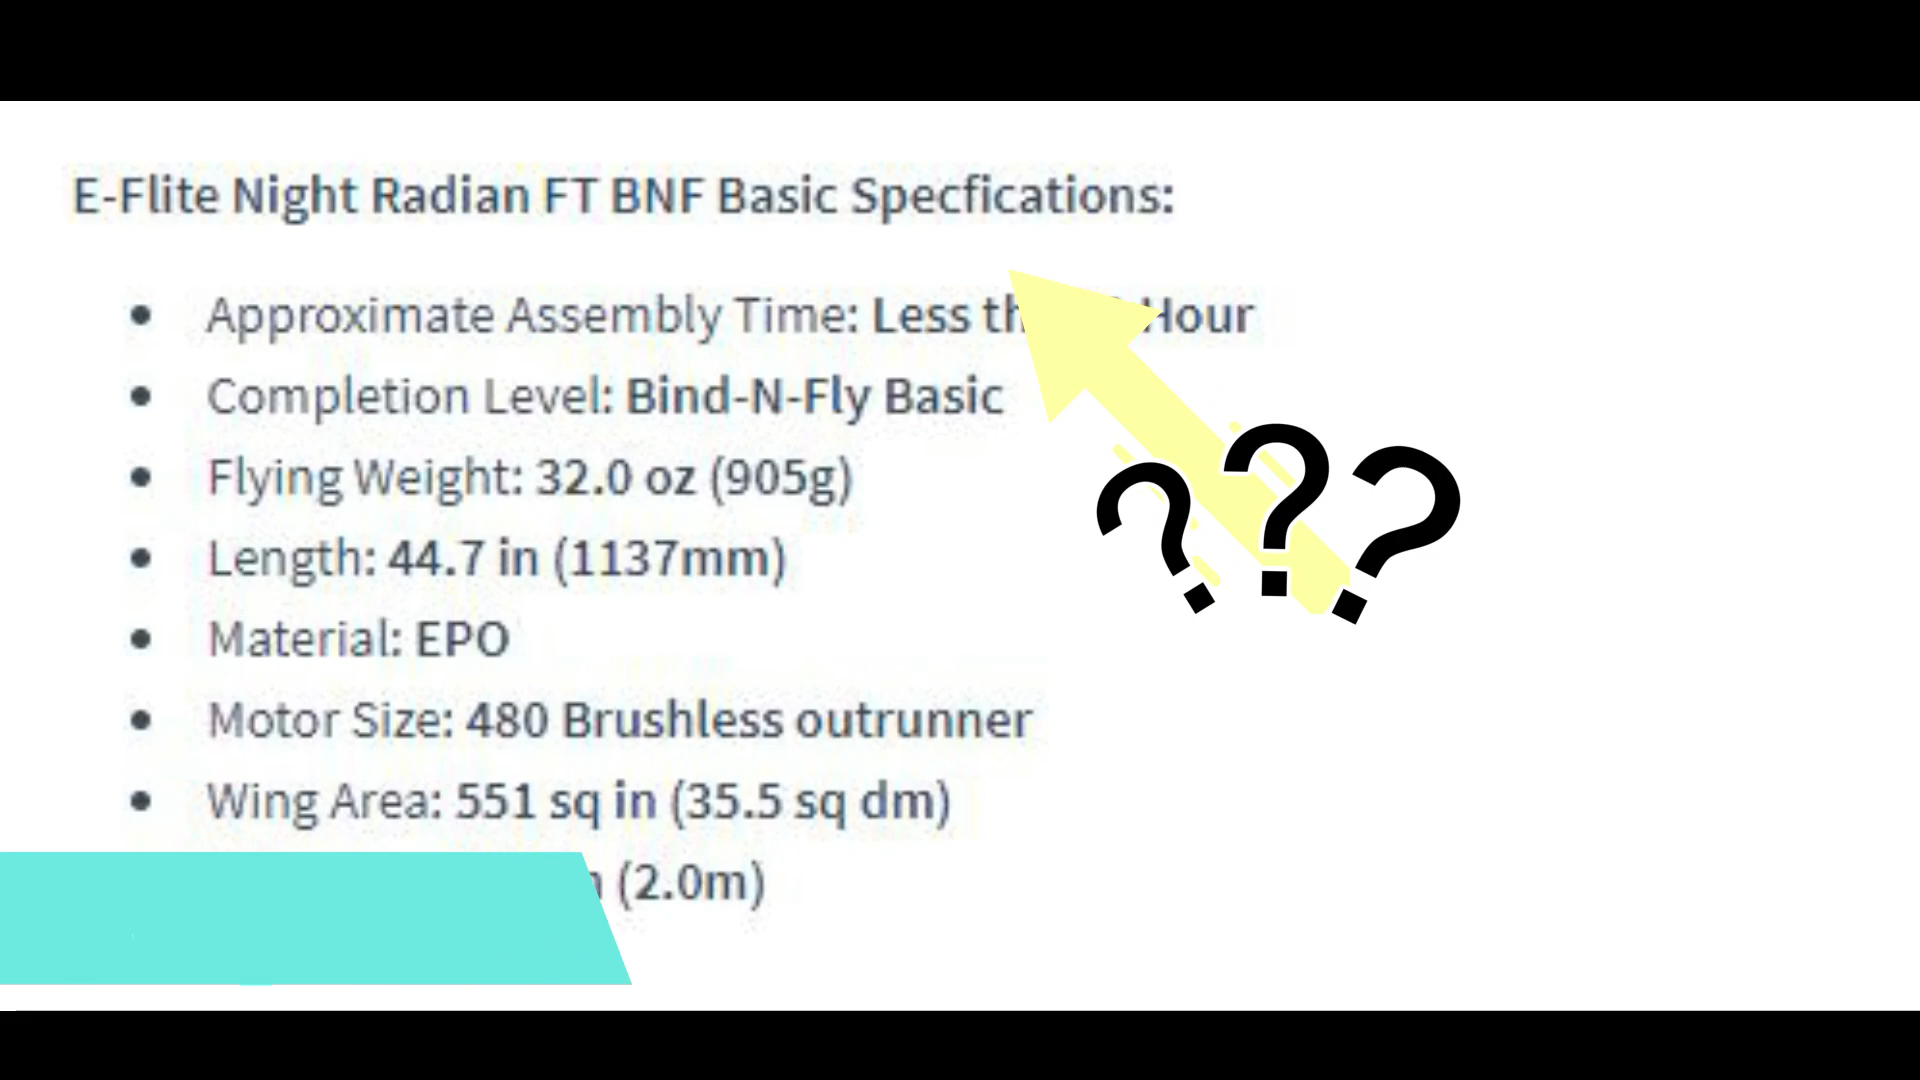 E-Flite Night Radian FT BNF Basic Specfications:
• Approximate Assembly Time: Less Hour
• Completion Level: Bind-N-Fly Basic
• Flying Weight: 32.0 oz (905g)
• Length: 44.7 in (1137mm)
• Material: EPO
• Motor Size: 480 Brushless outrunner
• Wing Area: 551 sq in (35.5 sq dm)
(2.0m)
???